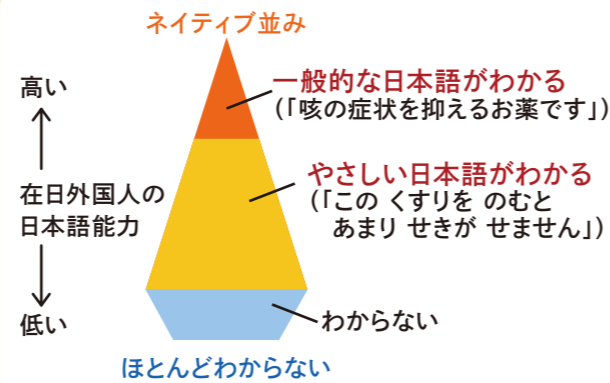 ネイティブ並み
高い
在日外国人の
日本語能力
低い
一般的な日本語がわかる
（「咳の症状を抑えるお薬です」）
やさしい日本語がわかる
（「この くすりを のむと
あまり せきが せません」）
わからない
ほとんどわからない